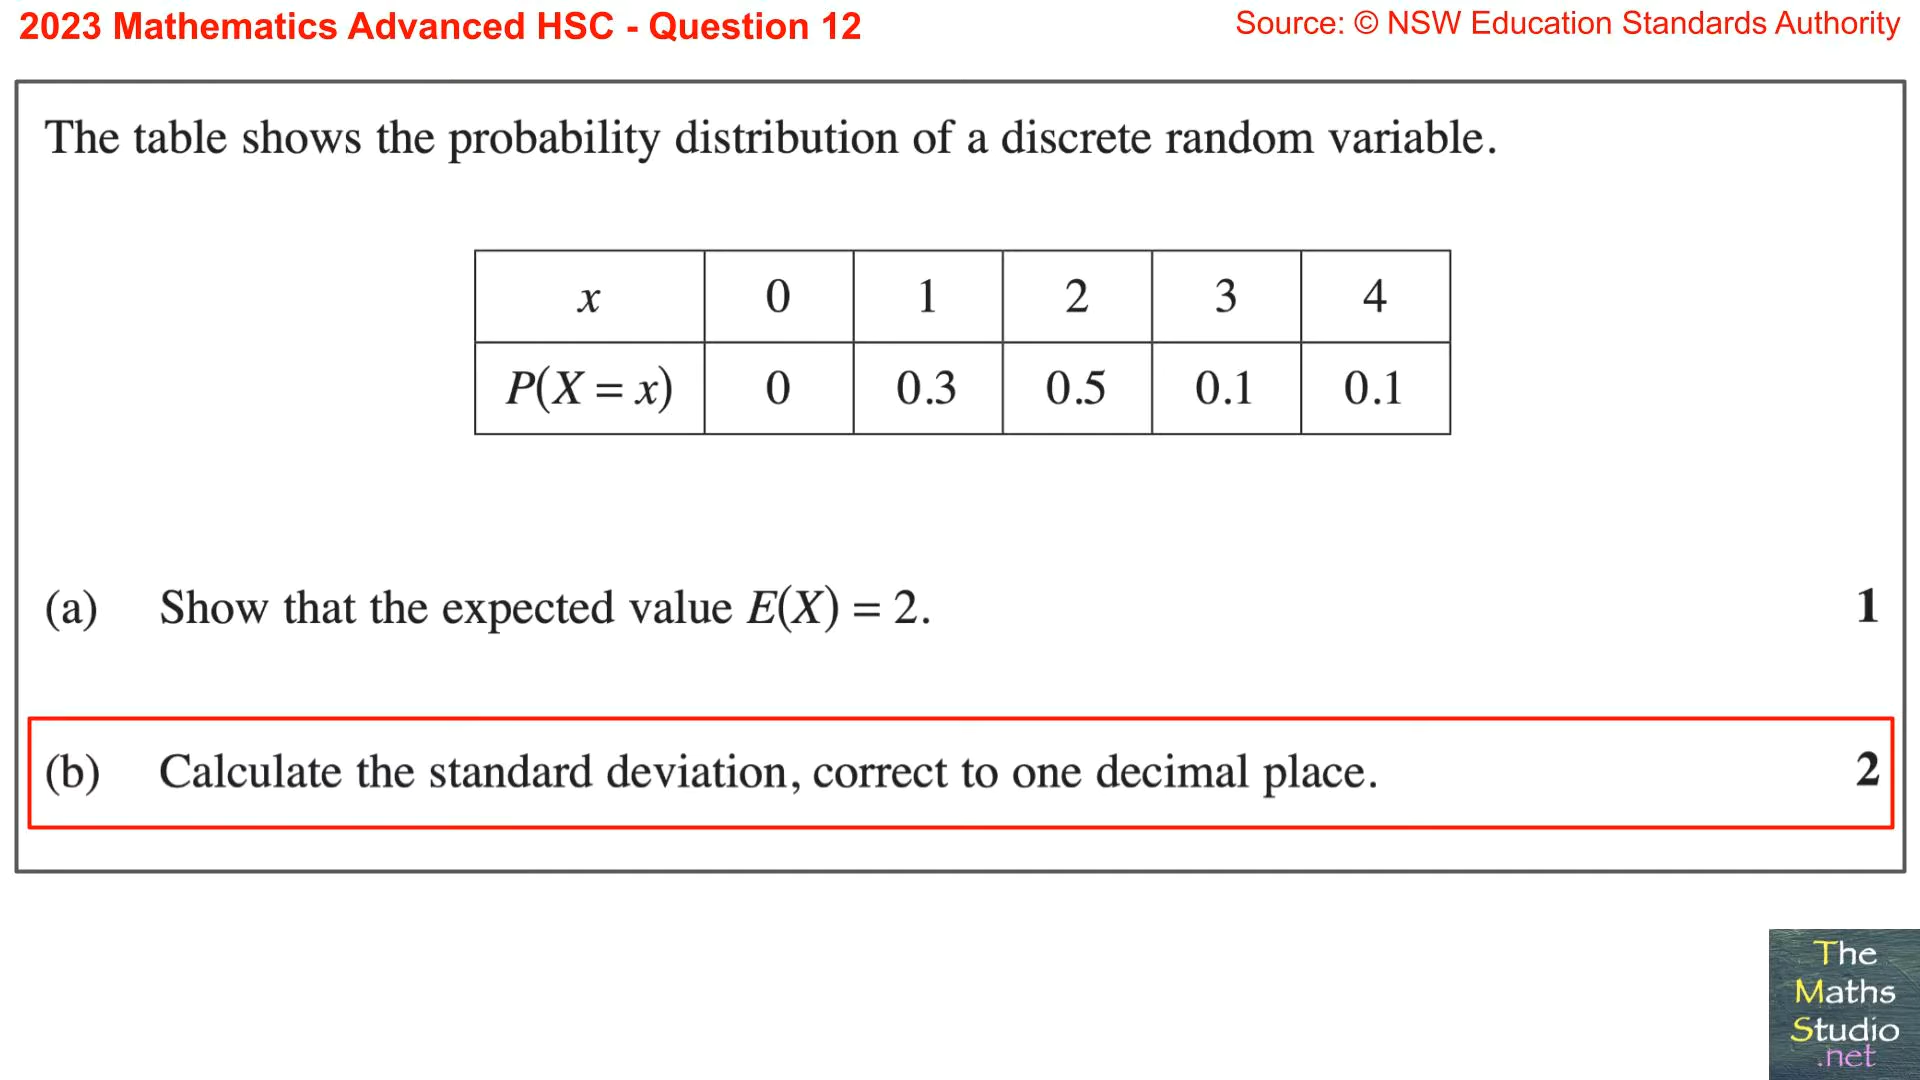 2023 Mathematics Advanced HSC - Question 12
Source: © NSW Education Standards Authority
The table shows the probability distribution of a discrete random variable.
x 0 1 2 3 4
P(X = x) 0 0.3 0.5 0.1 0.1
(a) Show that the expected value E(X) = 2. 1
(b) Calculate the standard deviation, correct to one decimal place. 2
The
Maths
Studio
.net